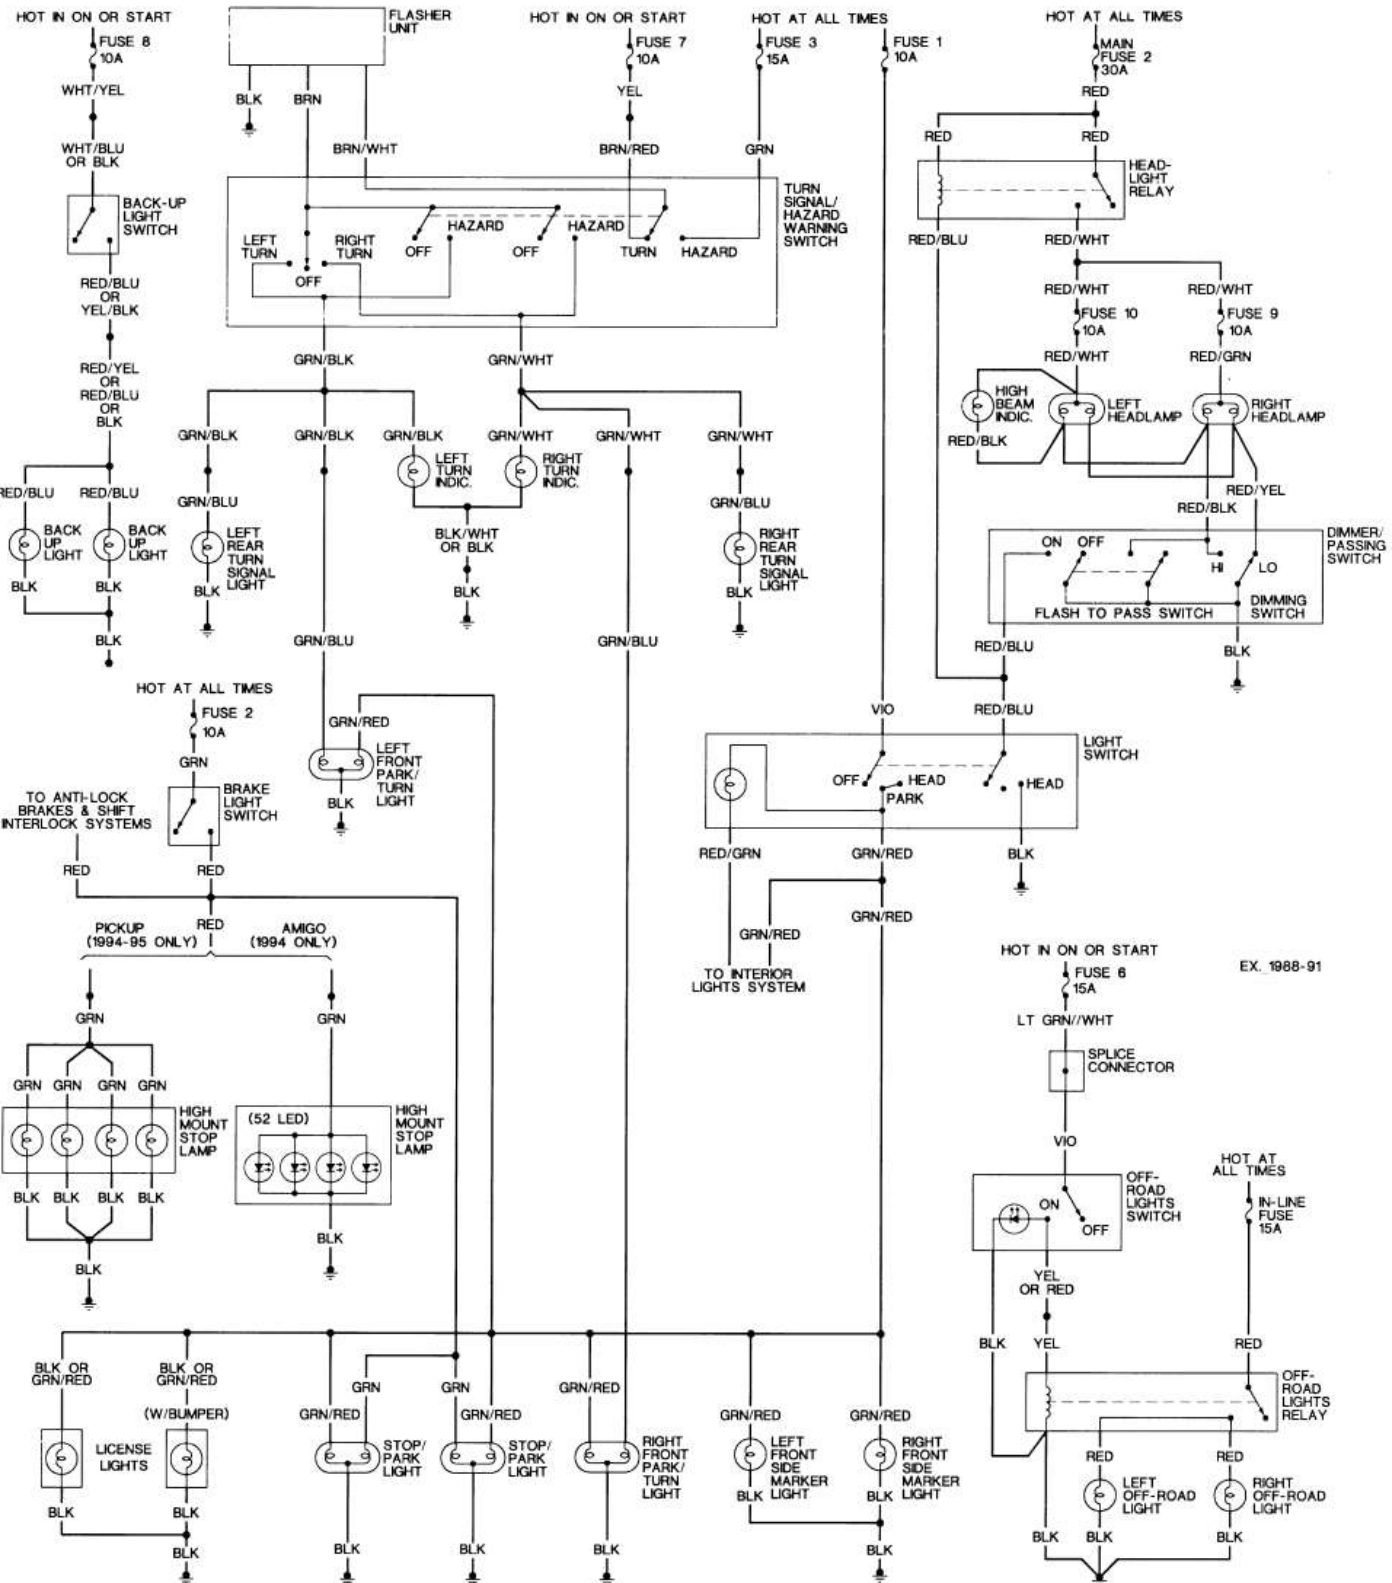 HOT IN ON OR START
FUSE 8
10A
WHT/YEL
WHT/BLU
OR BLK
BACK-UP
LIGHT
SWITCH
RED/BLU
OR
YEL/BLK
RED/YEL
OR
RED/BLU
OR
BLK
RED/BLU
RED/BLU
BACK
UP
LIGHT
BACK
UP
LIGHT
BLK
BLK
BLK
FLASHER
UNIT
BLK
BRN
BRN/WHT
HOT IN ON OR START
FUSE 7
10A
YEL
BRN/RED
HOT AT ALL TIMES
FUSE 3
15A
GRN
FUSE 1
10A
TURN
SIGNAL/
HAZARD
WARNING
SWITCH
LEFT
TURN
RIGHT
TURN
OFF
OFF
HAZARD
OFF
HAZARD
TURN
HAZARD
GRN/BLK
GRN/WHT
GRN/BLK
GRN/BLK
GRN/BLK
GRN/WHT
GRN/WHT
GRN/WHT
LEFT
TURN
INDIC.
RIGHT
TURN
INDIC.
GRN/BLU
GRN/BLU
LEFT
REAR
TURN
SIGNAL
LIGHT
BLK/WHT
OR BLK
RIGHT
REAR
TURN
SIGNAL
LIGHT
BLK
BLK
BLK
GRN/BLU
GRN/BLU
HOT AT ALL TIMES
MAIN
FUSE 2
30A
RED
RED
RED
HEAD-
LIGHT
RELAY
RED/BLU
RED/WHT
RED/WHT
RED/WHT
FUSE 10
10A
FUSE 9
10A
RED/WHT
RED/GRN
HIGH
BEAM
INDIC.
LEFT
HEADLAMP
RIGHT
HEADLAMP
RED/BLK
RED/YEL
RED/BLK
DIMMER/
PASSING
SWITCH
ON
OFF
HI
LO
FLASH TO PASS SWITCH
DIMMING
SWITCH
RED/BLU
BLK
HOT AT ALL TIMES
FUSE 2
10A
GRN
BRAKE
LIGHT
SWITCH
TO ANTI-LOCK
BRAKES & SHIFT
INTERLOCK SYSTEMS
RED
RED
GRN/RED
LEFT
FRONT
PARK/
TURN
LIGHT
BLK
VIO
RED/BLU
LIGHT
SWITCH
OFF
HEAD
PARK
HEAD
RED/GRN
GRN/RED
BLK
GRN/RED
GRN/RED
TO INTERIOR
LIGHTS SYSTEM
PICKUP
(1994-95 ONLY)
RED
AMIGO
(1994 ONLY)
GRN
GRN
GRN
GRN
GRN
GRN
HIGH
MOUNT
STOP
LAMP
(52 LED)
HIGH
MOUNT
STOP
LAMP
BLK
BLK
BLK
BLK
BLK
BLK
HOT IN ON OR START
FUSE 6
15A
EX. 1988-91
LT GRN//WHT
SPLICE
CONNECTOR
VIO
HOT AT
ALL TIMES
OFF-
ROAD
LIGHTS
SWITCH
ON
OFF
IN-LINE
FUSE
15A
YEL
OR RED
BLK
YEL
RED
OFF-
ROAD
LIGHTS
RELAY
RED
RED
LEFT
OFF-ROAD
LIGHT
RIGHT
OFF-ROAD
LIGHT
BLK
BLK
BLK
BLK OR
GRN/RED
BLK OR
GRN/RED
(W/BUMPER)
LICENSE
LIGHTS
BLK
BLK
BLK
GRN
GRN
GRN/RED
GRN/RED
GRN/RED
GRN/RED
GRN/RED
STOP/
PARK
LIGHT
STOP/
PARK
LIGHT
RIGHT
FRONT
PARK/
TURN
LIGHT
LEFT
FRONT
SIDE
MARKER
LIGHT
RIGHT
FRONT
SIDE
MARKER
LIGHT
BLK
BLK
BLK
BLK
BLK
BLK